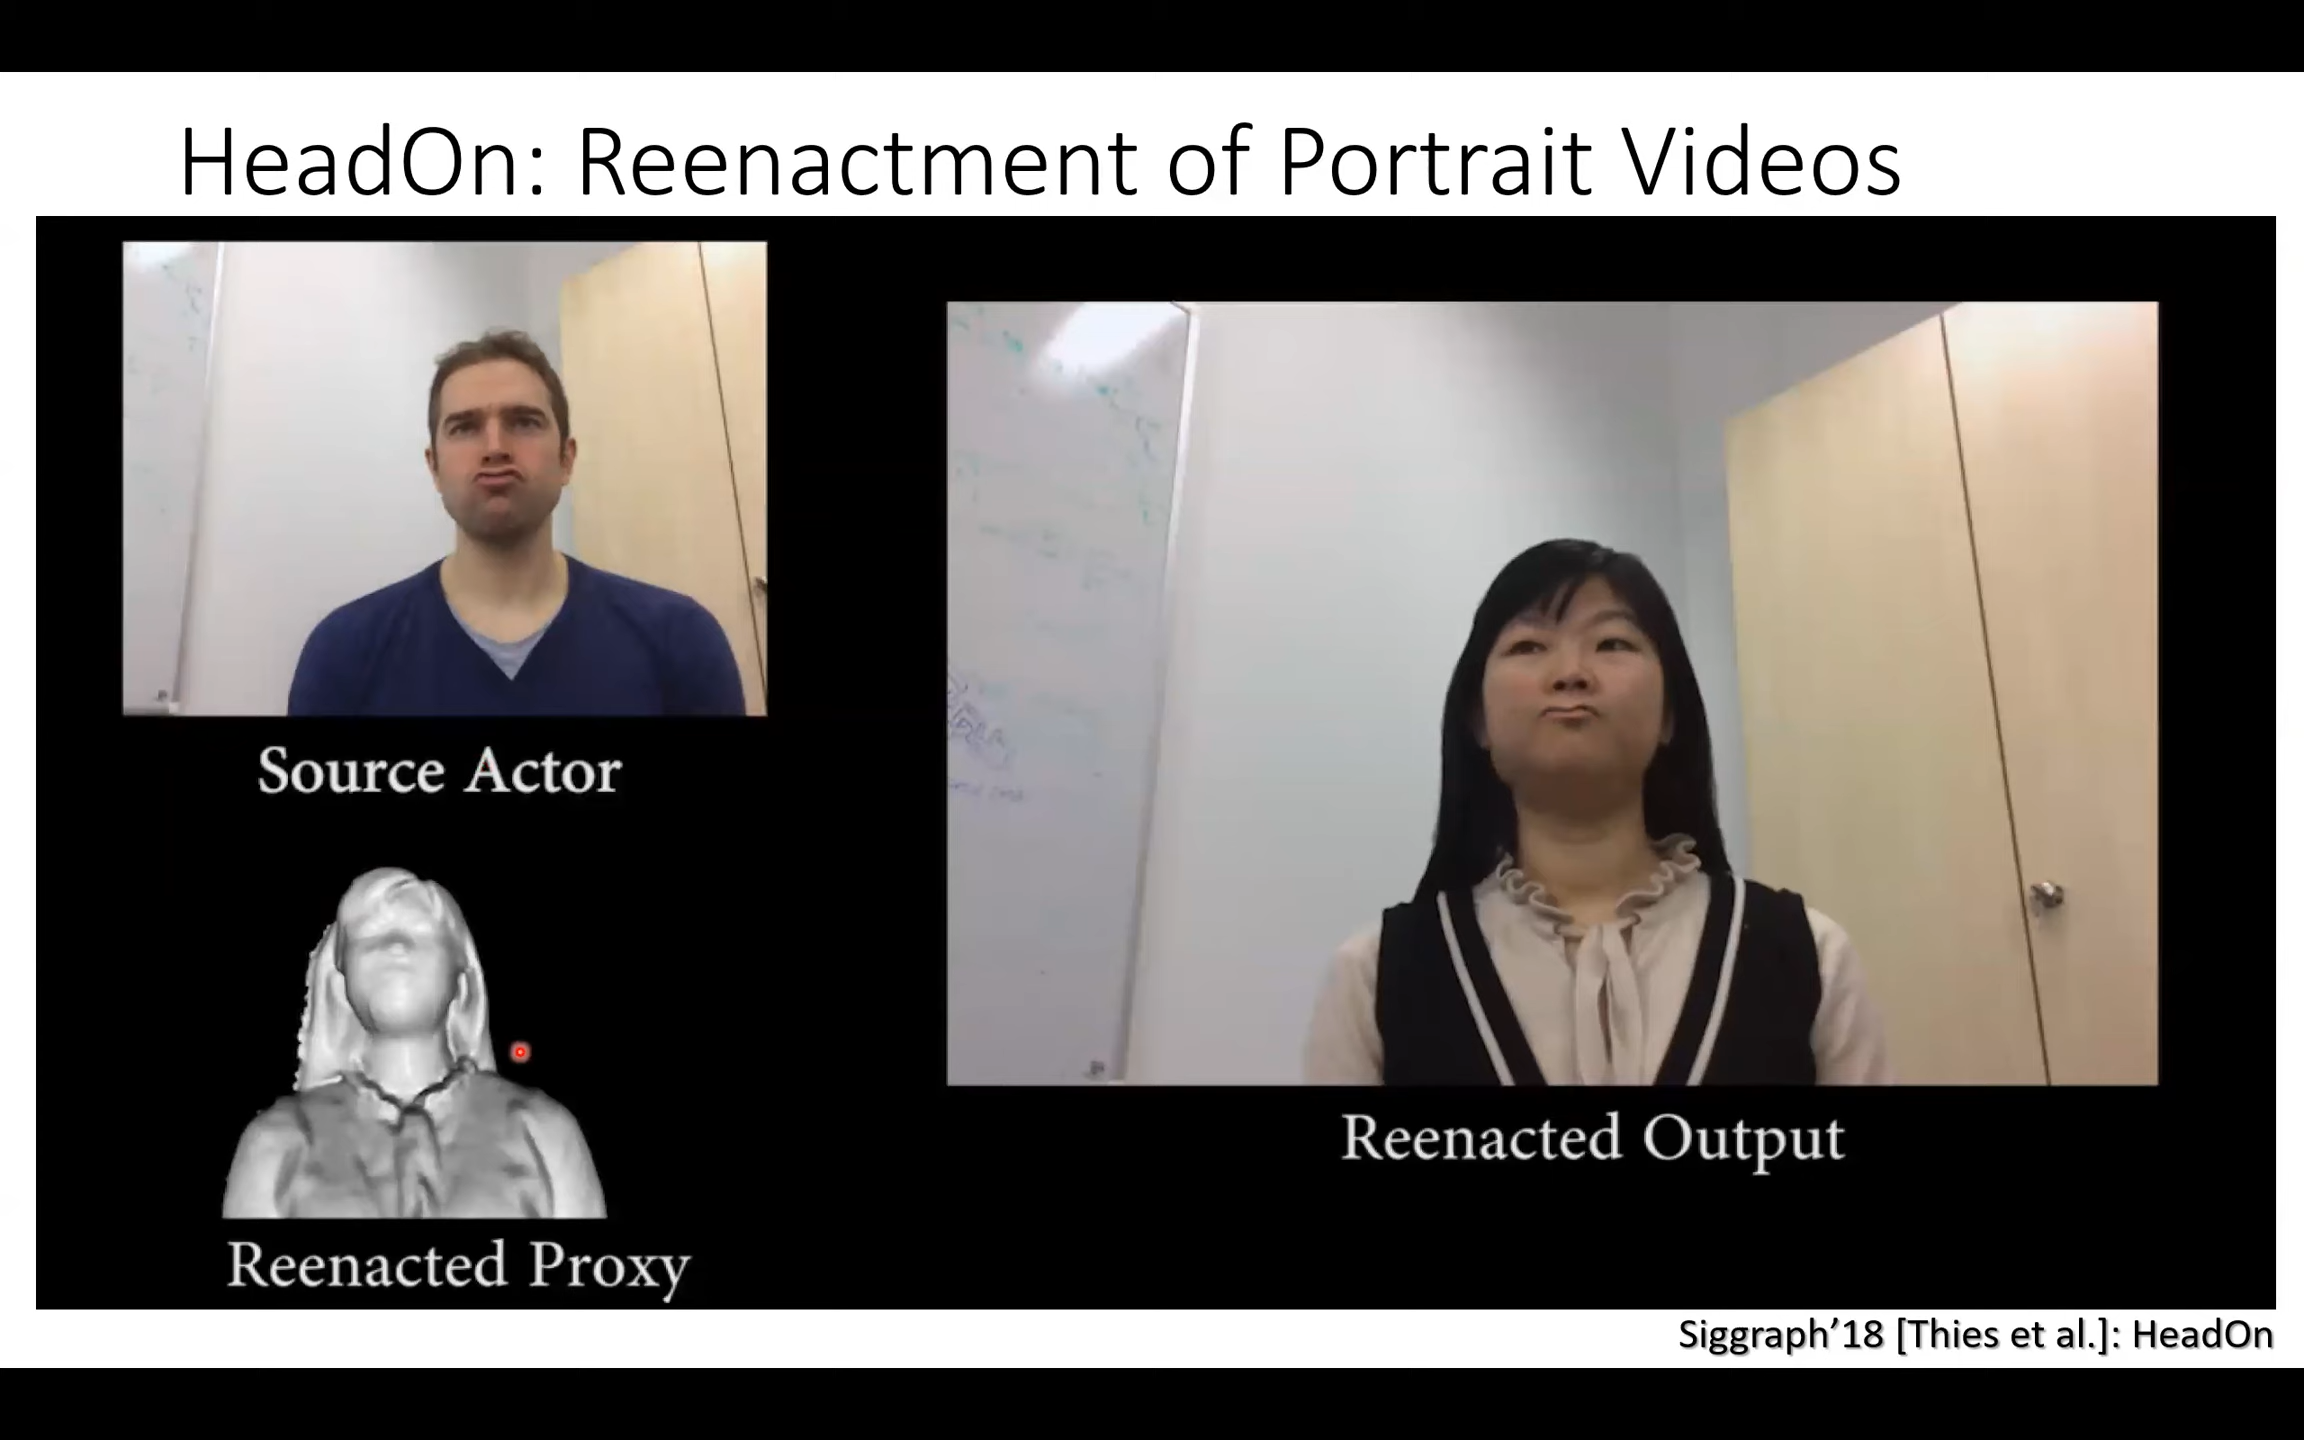 HeadOn: Reenactment of Portrait Videos
Source Actor
Reenacted Proxy
Reenacted Output
Siggraph’18 [Thies et al.]: HeadOn